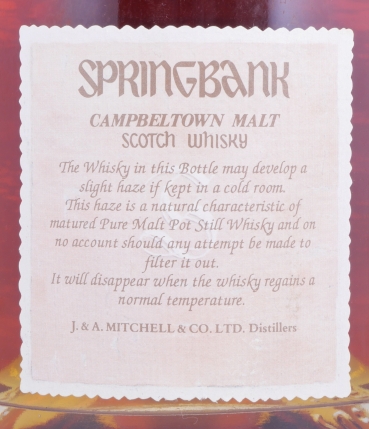 SPRINGBANK
CAMPBELTOWN MALT
SCOTCH WHISKY
The Whisky in this Bottle may develop a
slight haze if kept in a cold room.
This haze is a natural characteristic of
matured Pure Malt Pot Still Whisky and on
no account should any attempt be made to
filter it out.
It will disappear when the whisky regains a
normal temperature.
J. & A. MITCHELL & CO. LTD. Distillers